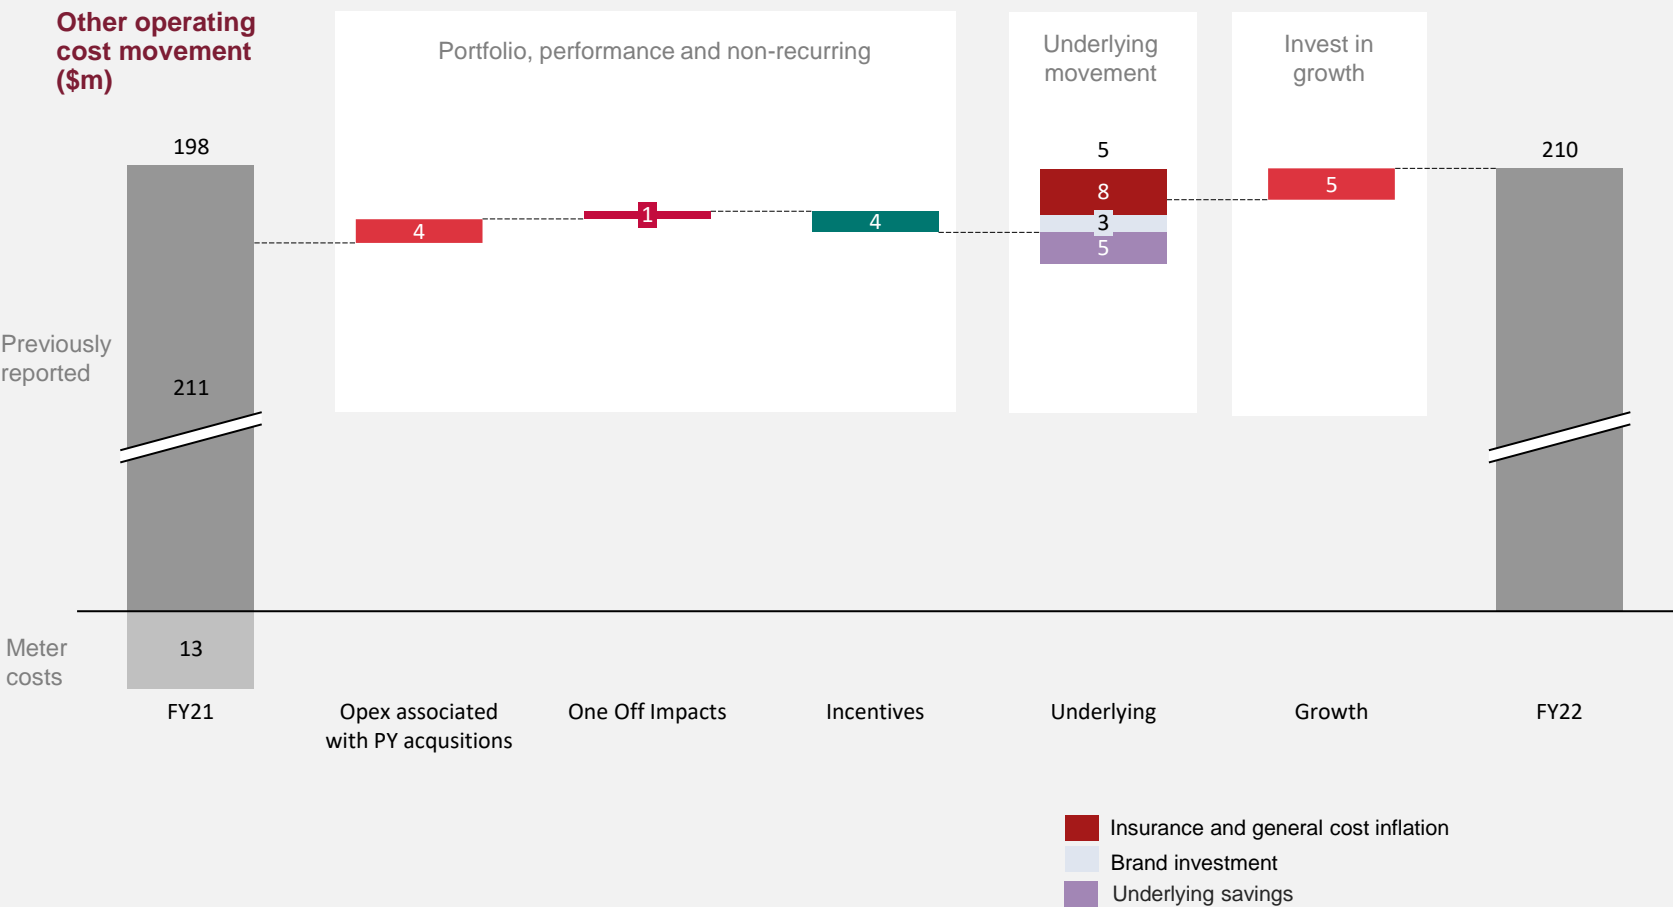 Other operating
cost movement
($m)
Portfolio, performance and non-recurring
Underlying
movement
Invest in
growth
198
4
1
4
5
8
3
5
5
210
Previously
reported
211
Meter
costs
13
FY21
Opex associated
with PY acqusitions
One Off Impacts
Incentives
Underlying
Growth
FY22
Insurance and general cost inflation
Brand investment
Underlying savings